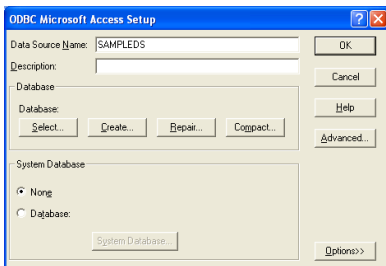 ODBC Microsoft Access Setup
Data Source Name: SAMPLEDS
OK
Description:
Cancel
Database
Database:
Help
Select... Create... Repair... Compact...
Advanced...
System Database
None
Database:
System Database...
Options>>